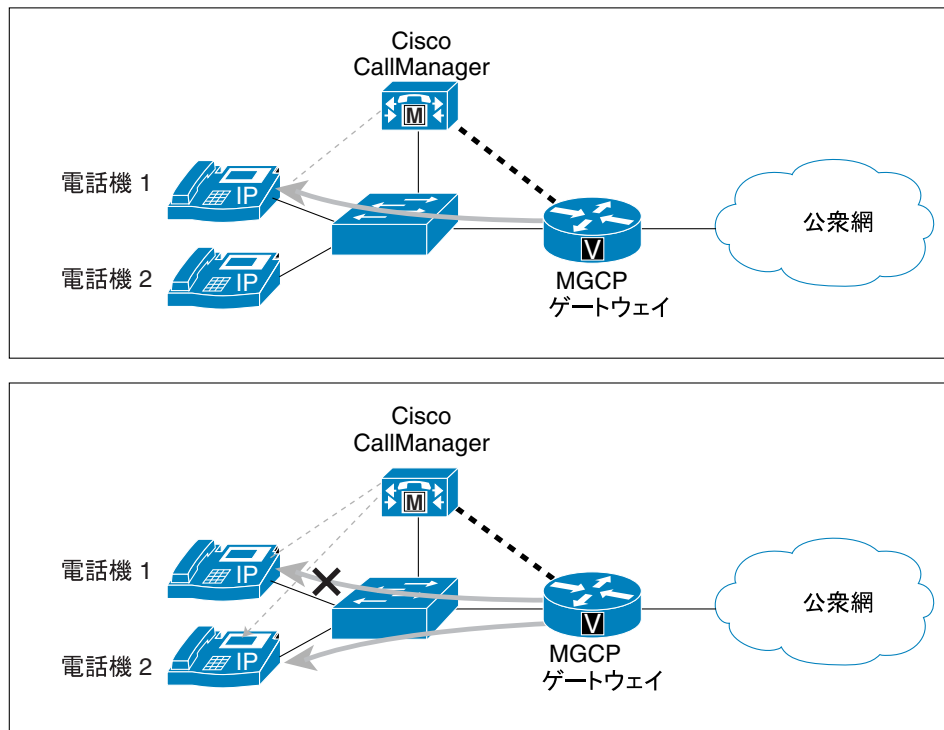 Cisco
CallManager
M
電話機 1
IP
公衆網
電話機 2
IP
V
MGCP
ゲートウェイ
Cisco
CallManager
M
電話機 1
IP
公衆網
電話機 2
IP
V
MGCP
ゲートウェイ